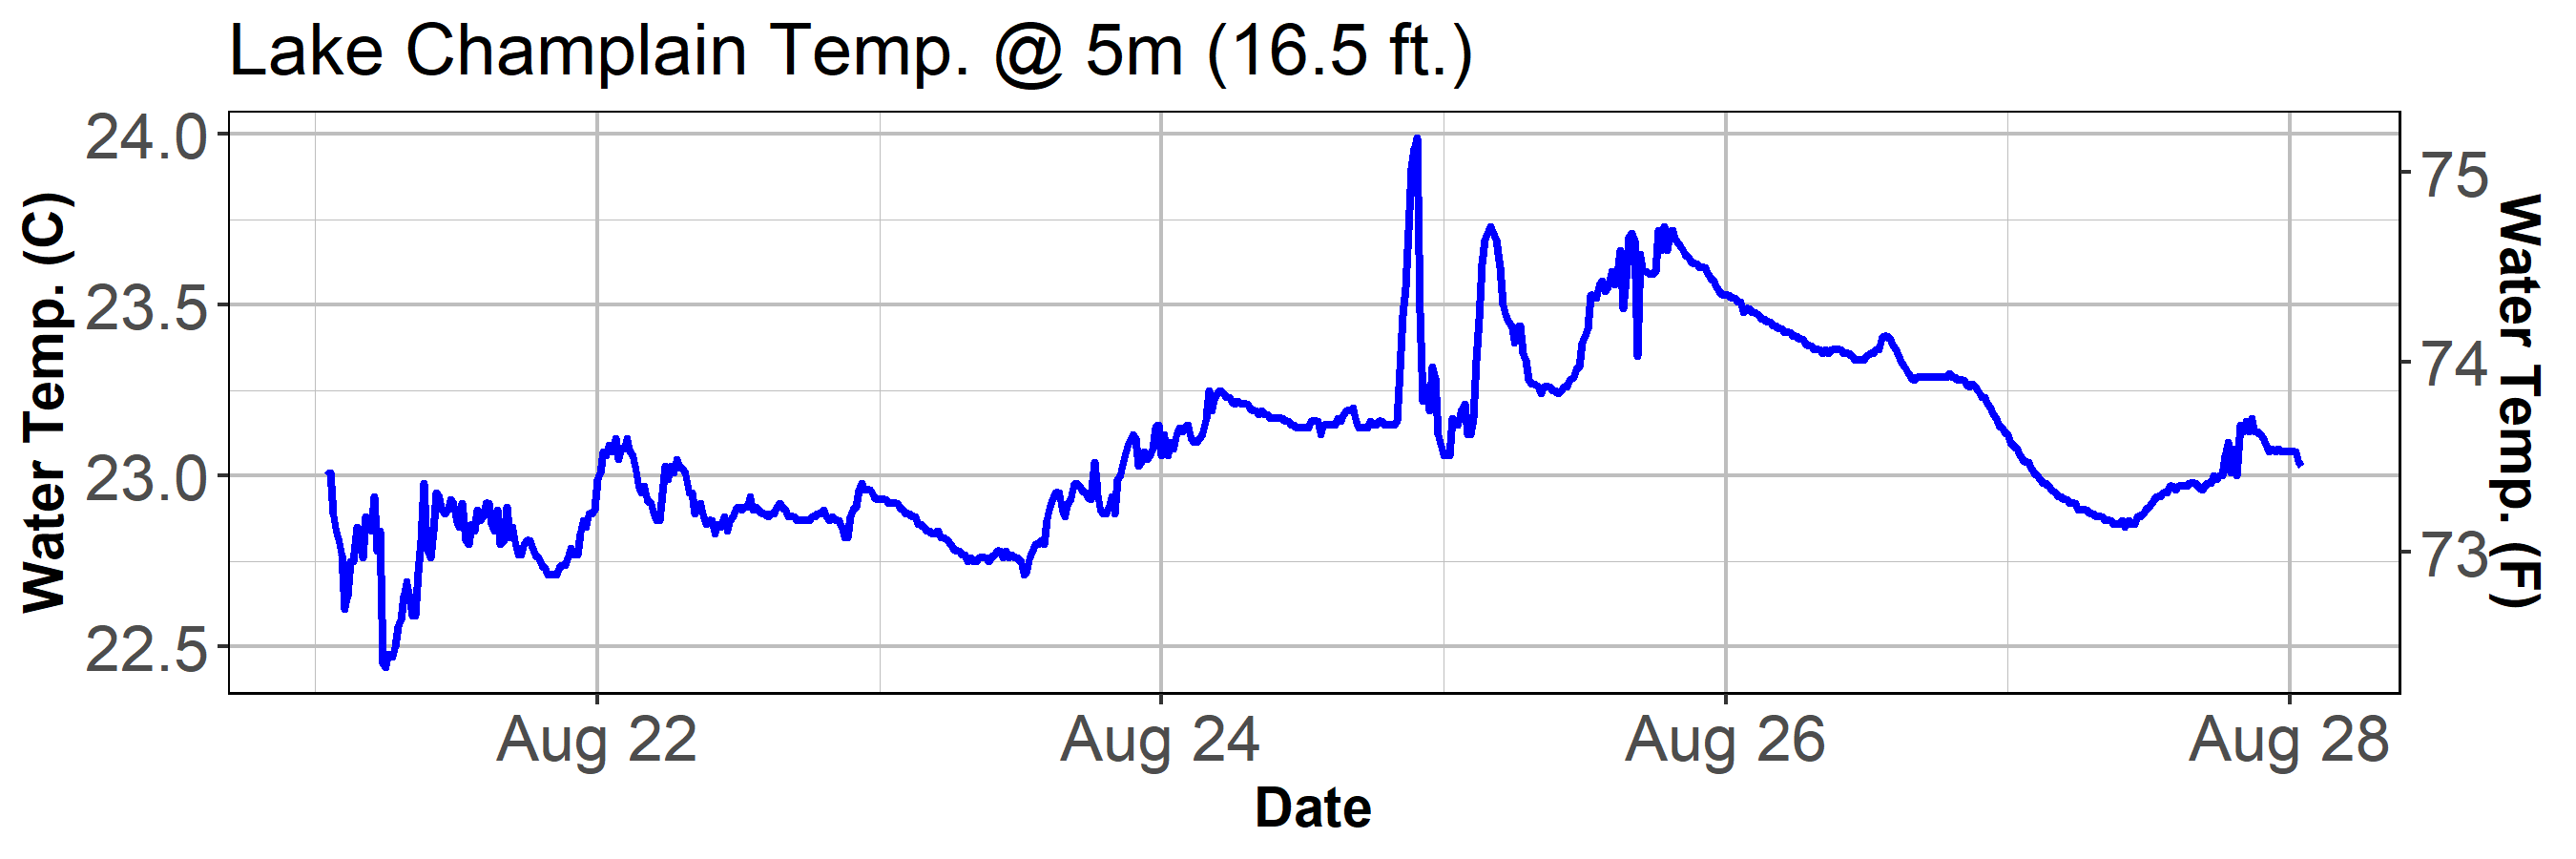 Lake Champlain Temp. @ 5m (16.5 ft.)
Water Temp. (C)
24.0
23.5
23.0
22.5
75
74
73
Water Temp. (F)
Aug 22 Aug 24 Aug 26 Aug 28
Date